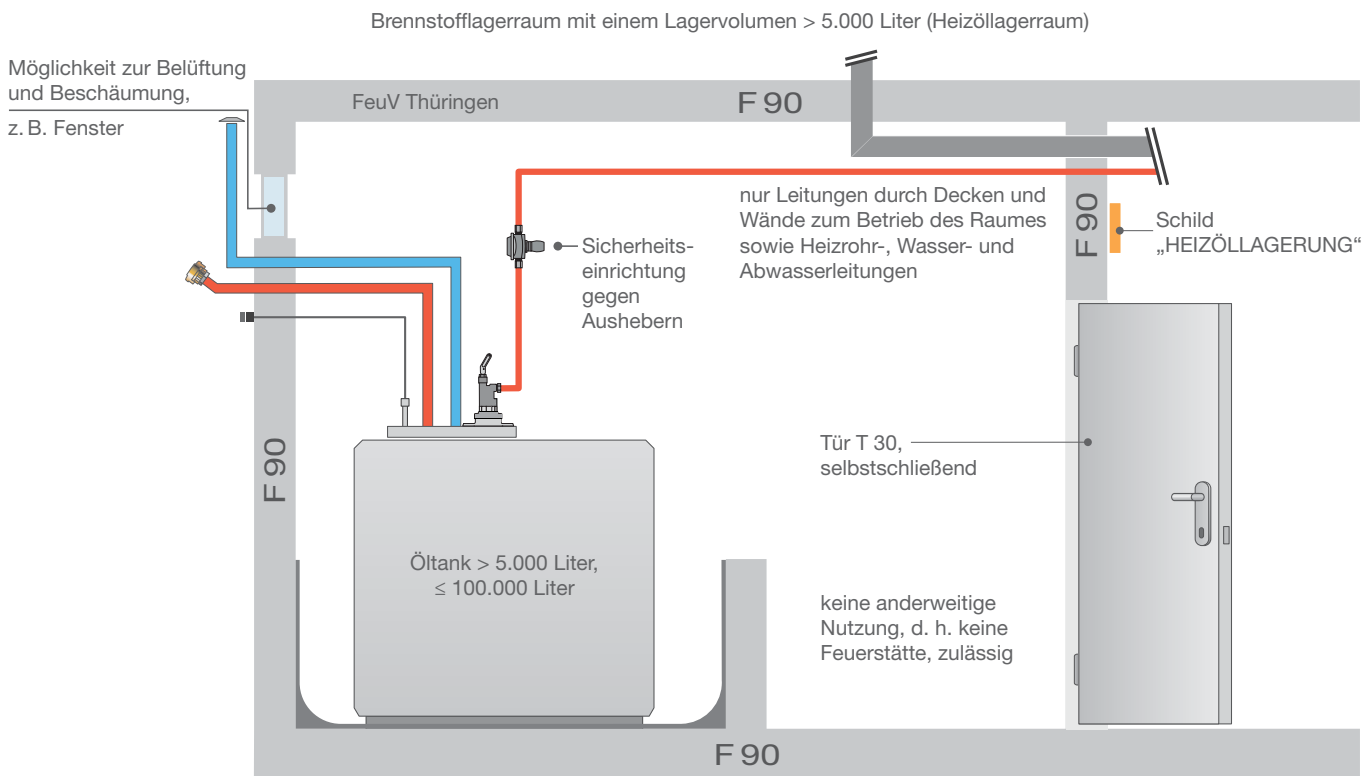 Brennstofflagerraum mit einem Lagervolumen > 5.000 Liter (Heizöllagerraum)
Möglichkeit zur Belüftung
und Beschäumung,
z. B. Fenster
FeuV Thüringen
F 90
nur Leitungen durch Decken und
Wände zum Betrieb des Raumes
sowie Heizrohr-, Wasser- und
Abwasserleitungen
F 90
Schild
„HEIZÖLLAGERUNG“
Sicherheits-
einrichtung
gegen
Aushebern
F 90
Tür T 30,
selbstschließend
Öltank > 5.000 Liter,
≤ 100.000 Liter
keine anderweitige
Nutzung, d. h. keine
Feuerstätte, zulässig
F 90